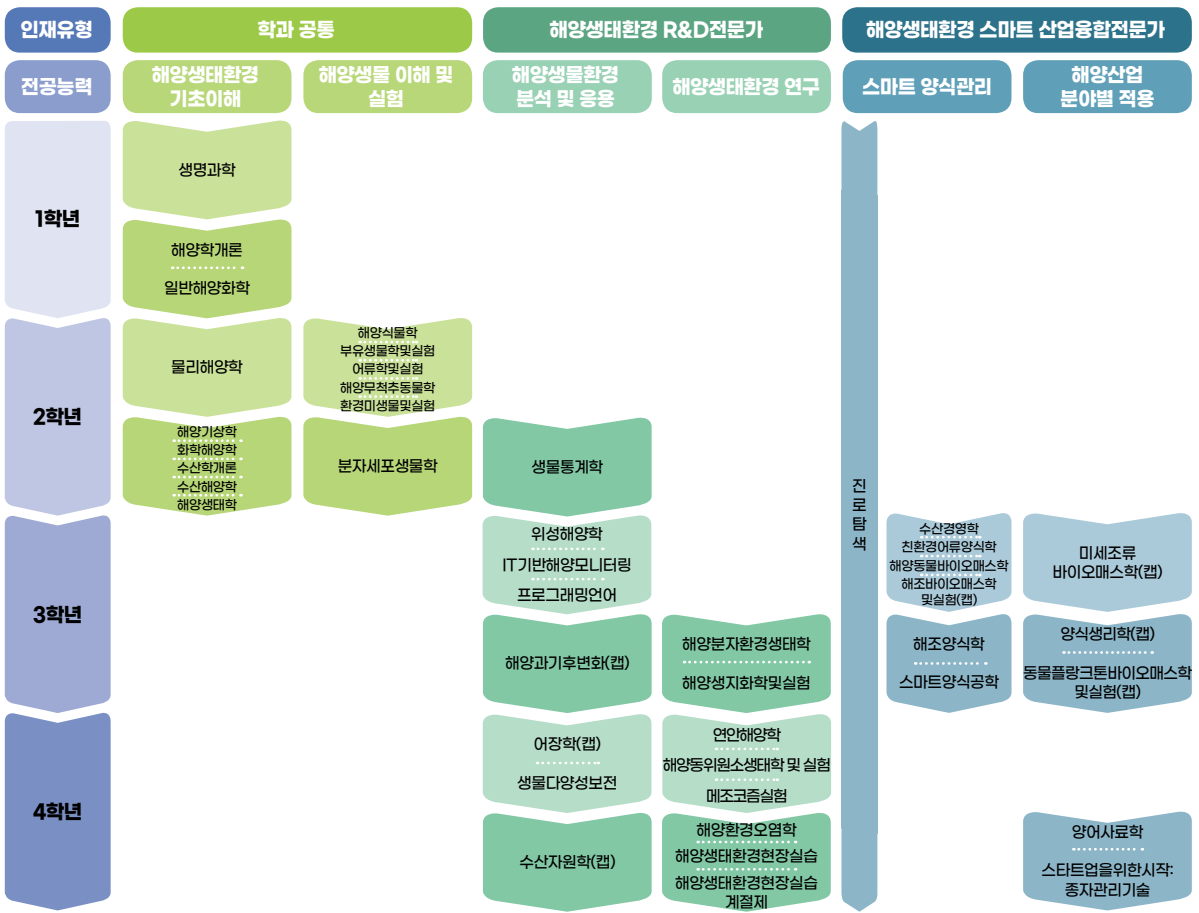 인재유형
학과 공통
해양생태환경 R&D전문가
해양생태환경 스마트 산업융합전문가
전공능력
해양생태환경
기초이해
해양생물 이해 및
실험
해양생물환경
분석 및 응용
해양생태환경 연구
스마트 양식관리
해양산업
분야별 적용
1학년
생명과학
해양학개론
일반해양화학
진로탐색
2학년
물리해양학
해양식물학
부유생물학및실험
어류학및실험
해양무척추동물학
환경미생물및실험
해양기상학
화학해양학
수산학개론
수산해양학
해양생태학
분자세포생물학
생물통계학
3학년
위성해양학
IT기반해양모니터링
프로그래밍언어
수산경영학
친환경어류양식학
해양동물바이오매스학
해조바이오매스학
및실험(캡)
미세조류
바이오매스학(캡)
해양과기후변화(캡)
해양분자환경생태학
해양생지화학및실험
해조양식학
스마트양식공학
양식생리학(캡)
동물플랑크톤바이오매스학
및실험(캡)
4학년
어장학(캡)
생물다양성보전
연안해양학
해양동위원소생태학 및 실험
메조코즘실험
수산자원학(캡)
해양환경오염학
해양생태환경현장실습
해양생태환경현장실습
계절제
양어사료학
스타트업을위한시작:
종자관리기술